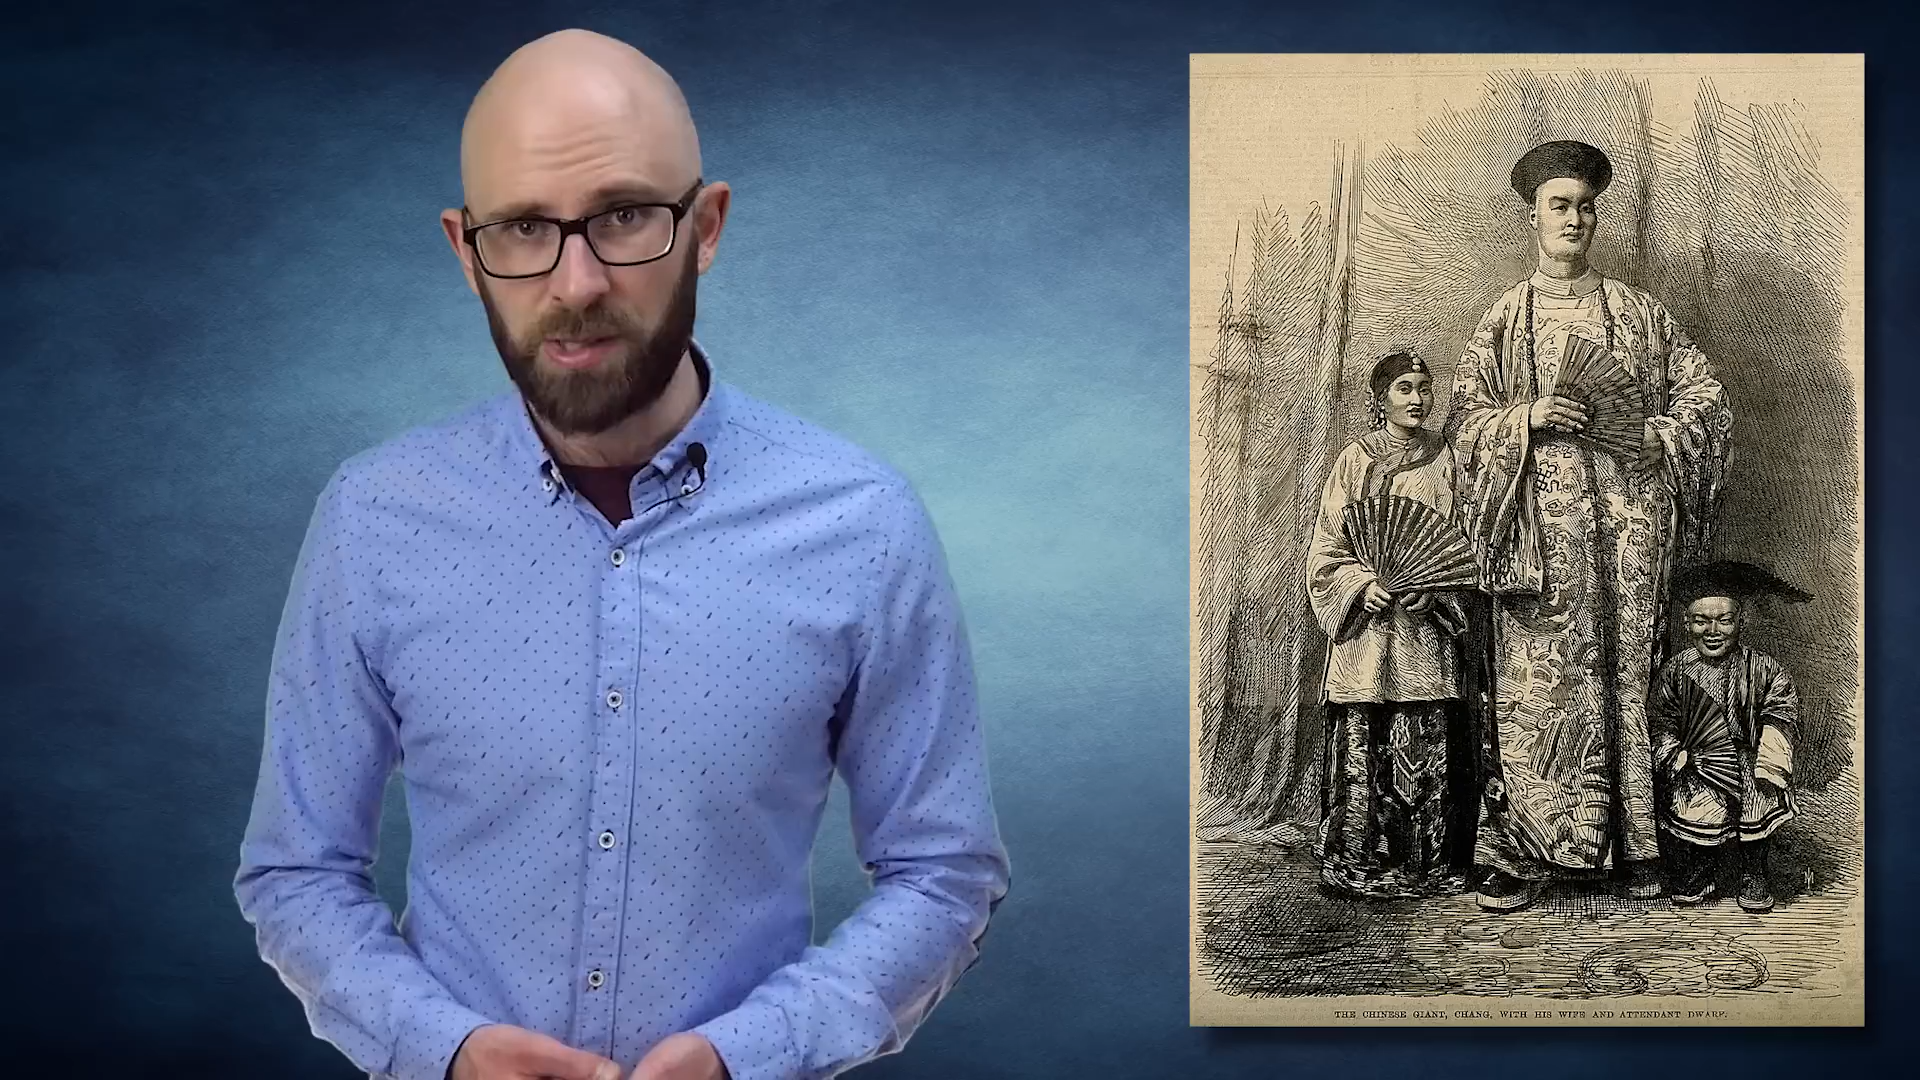 THE CHINESE GIANT, CHANG, WITH HIS WIFE AND ATTENDANT DWARF.